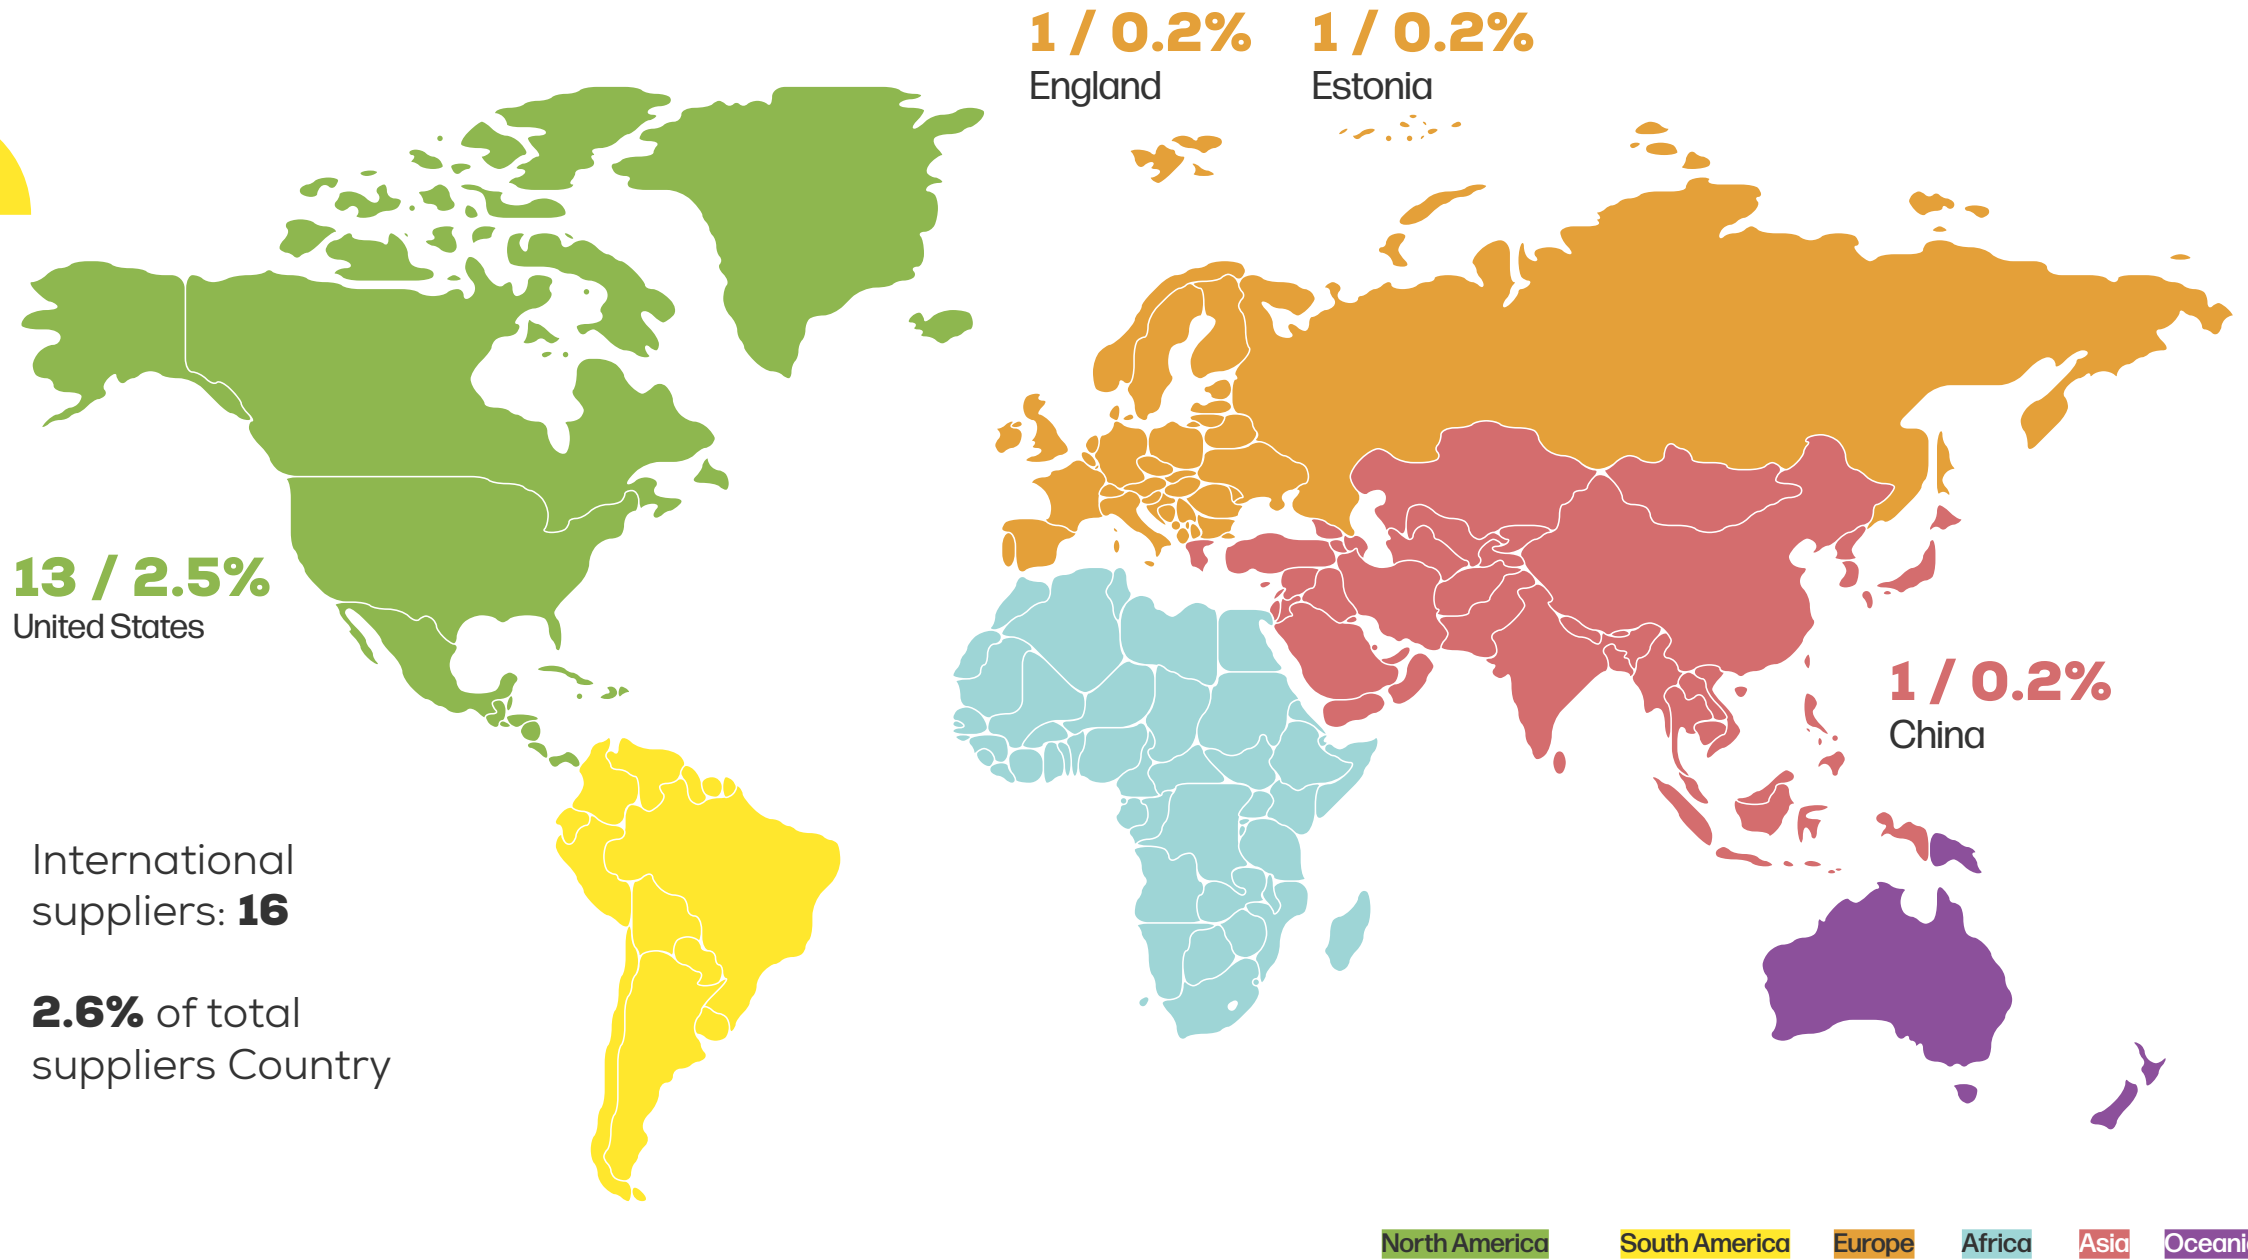 1 / 0.2%
England
1 / 0.2%
Estonia
13 / 2.5%
United States
1 / 0.2%
China
International
suppliers: 16
2.6% of total
suppliers Country
North America
South America
Europe
Africa
Asia
Oceani